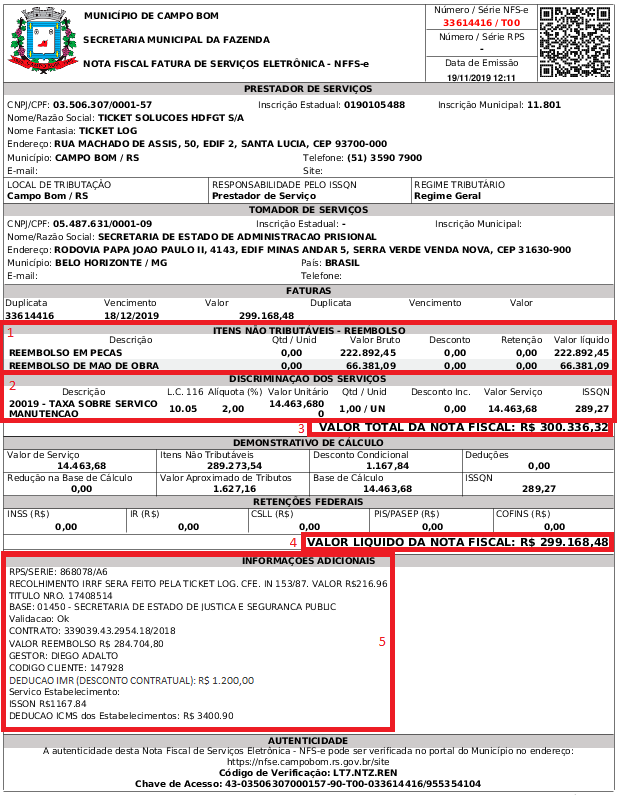 MUNICÍPIO DE CAMPO BOM
SECRETARIA MUNICIPAL DA FAZENDA
NOTA FISCAL FATURA DE SERVIÇOS ELETRÔNICA - NFFS-e
Número / Série NFS-e
33614416 / T00
Número / Série RPS
-
Data de Emissão
19/11/2019 12:11
PRESTADOR DE SERVIÇOS
CNPJ/CPF: 03.506.307/0001-57 Inscrição Estadual: 0190105488 Inscrição Municipal: 11.801
Nome/Razão Social: TICKET SOLUCOES HDFGT S/A
Nome Fantasia: TICKET LOG
Endereço: RUA MACHADO DE ASSIS, 50, EDIF 2, SANTA LUCIA, CEP 93700-000
Município: CAMPO BOM / RS Telefone: (51) 3590 7900
E-mail: Site:
LOCAL DE TRIBUTAÇÃO RESPONSABILIDADE PELO ISSQN REGIME TRIBUTÁRIO
Campo Bom / RS Prestador de Serviço Regime Geral
TOMADOR DE SERVIÇOS
CNPJ/CPF: 05.487.631/0001-09 Inscrição Estadual: - Inscrição Municipal:
Nome/Razão Social: SECRETARIA DE ESTADO DE ADMINISTRACAO PRISIONAL
Endereço: RODOVIA PAPA JOAO PAULO II, 4143, EDIF MINAS ANDAR 5, SERRA VERDE VENDA NOVA, CEP 31630-900
Município: BELO HORIZONTE / MG País: BRASIL
E-mail: Telefone:
FATURAS
Duplicata Vencimento Valor Duplicata Vencimento Valor
33614416 18/12/2019 299.168,48
1 ITENS NÃO TRIBUTÁVEIS - REEMBOLSO
Descrição Qtd / Unid Valor Bruto Desconto Retenção Valor líquido
REEMBOLSO EM PECAS 0,00 222.892,45 0,00 0,00 222.892,45
REEMBOLSO DE MAO DE OBRA 0,00 66.381,09 0,00 0,00 66.381,09
2 DISCRIMINAÇÃO DOS SERVIÇOS
Descrição L.C. 116 Alíquota (%) Valor Unitário Qtd / Unid Desconto Inc. Valor Serviço ISSQN
20019 - TAXA SOBRE SERVICO 10.05 2,00 14.463,680 1,00 / UN 0,00 14.463,68 289,27
MANUTENCAO 0
3 VALOR TOTAL DA NOTA FISCAL: R$ 300.336,32
DEMONSTRATIVO DE CÁLCULO
Valor de Serviço Itens Não Tributáveis Desconto Condicional Deduções
14.463,68 289.273,54 1.167,84 0,00
Redução na Base de Cálculo Valor Aproximado de Tributos Base de Cálculo ISSQN
0,00 1.627,16 14.463,68 289,27
RETENÇÕES FEDERAIS
INSS (R$) IR (R$) CSLL (R$) PIS/PASEP (R$) COFINS (R$)
0,00 0,00 0,00 0,00 0,00
4 VALOR LIQUIDO DA NOTA FISCAL: R$ 299.168,48
INFORMAÇÕES ADICIONAIS
RPS/SERIE: 868078/A6
RECOLHIMENTO IRRF SERA FEITO PELA TICKET LOG. CFE. IN 153/87. VALOR R$216.96
TITULO NRO. 17408514
BASE: 01450 - SECRETARIA DE ESTADO DE JUSTICA E SEGURANCA PUBLIC
Validacao: Ok
CONTRATO: 339039.43.2954.18/2018
VALOR REEMBOLSO R$ 284.704,80
5
GESTOR: DIEGO ADALTO
CODIGO CLIENTE: 147928
DEDUCAO IMR (DESCONTO CONTRATUAL): R$ 1.200,00
Servico Estabelecimento:
ISSON R$1167.84
DEDUCAO ICMS dos Estabelecimentos: R$ 3400.90
AUTENTICIDADE
A autenticidade desta Nota Fiscal de Serviços Eletrônica - NFS-e pode ser verificada no portal do Município no endereço:
https://nfse.campobom.rs.gov.br/site
Código de Verificação: LT7.NTZ.REN
Chave de Acesso: 43-03506307000157-90-T00-033614416/955354104